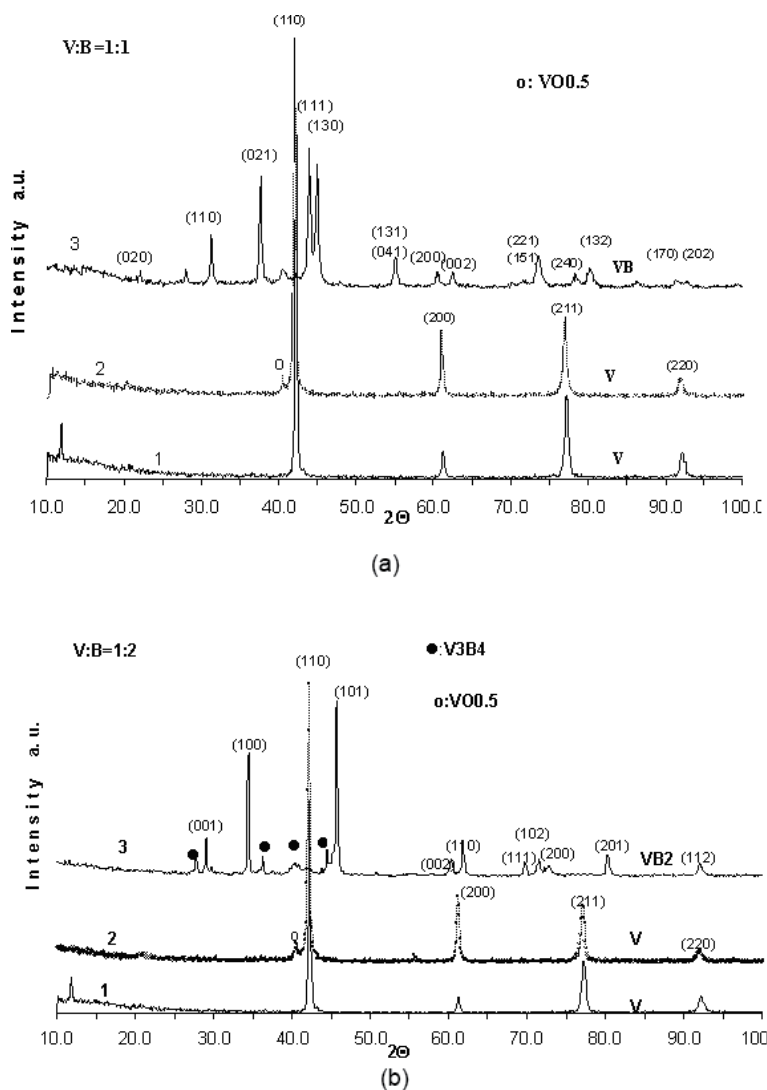 (110)
V:B=1:1
o: VO0.5
(111)
(130)
(021)
(110)
3
(020)
(131)
(041)
(200)
(002)
(221)
(151)
(240)
(132)
VB
(170) (202)
(211)
(200)
2
o
V
(220)
1
V
Intensity a.u.
10.0 20.0 30.0 40.0 50.0 60.0 70.0 80.0 90.0 100.0
2Θ
(a)
V:B=1:2
●:V3B4
(110)
o:VO0.5
(101)
(100)
(001)
3
(002)
(110)
(111)
(102)
(200)
(201)
VB2
(112)
(200)
(211)
2
o
V
(220)
1
V
Intensity a.u.
10.0 20.0 30.0 40.0 50.0 60.0 70.0 80.0 90.0 100.
2Θ
(b)